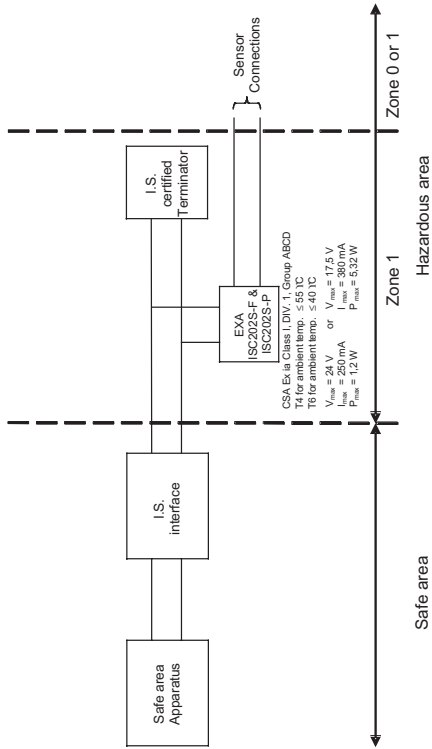 Safe area
Apparatus
I.S.
interface
I.S.
certified
Terminator
EXA
ISC202S-F &
ISC202S-P
Sensor
Connections
CSA Ex ia Class I, DIV. 1, Group ABCD
T4 for ambient temp. ≤ 55 ϒC
T6 for ambient temp. ≤ 40 ϒC
Vmax = 24 V or Vmax = 17,5 V
Imax = 250 mA Imax = 380 mA
Pmax = 1,2 W Pmax = 5,32 W
Zone 1
Zone 0 or 1
Safe area
Hazardous area